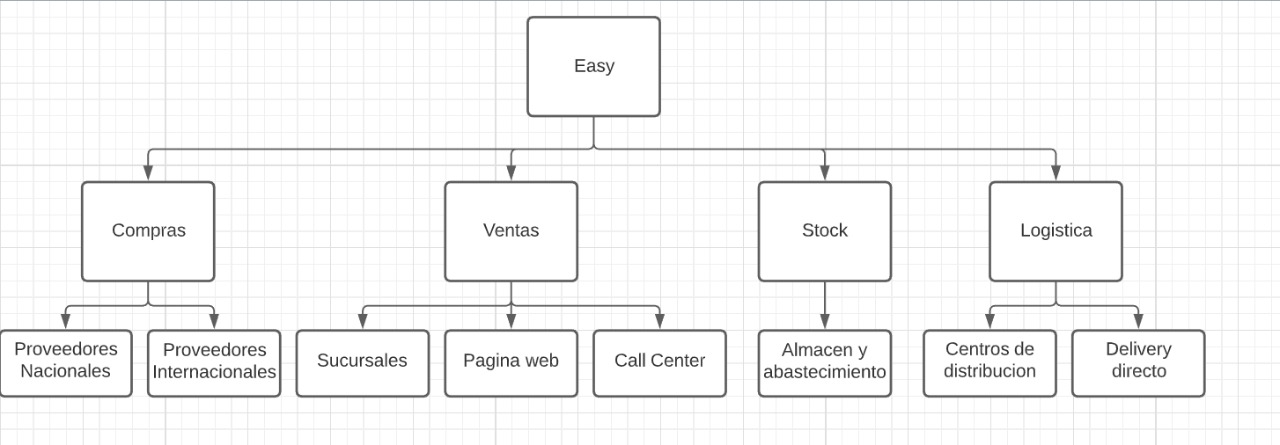 Easy
Compras
Ventas
Stock
Logistica
Proveedores
Nacionales
Proveedores
Internacionales
Sucursales
Pagina web
Call Center
Almacen y
abastecimiento
Centros de
distribucion
Delivery
directo